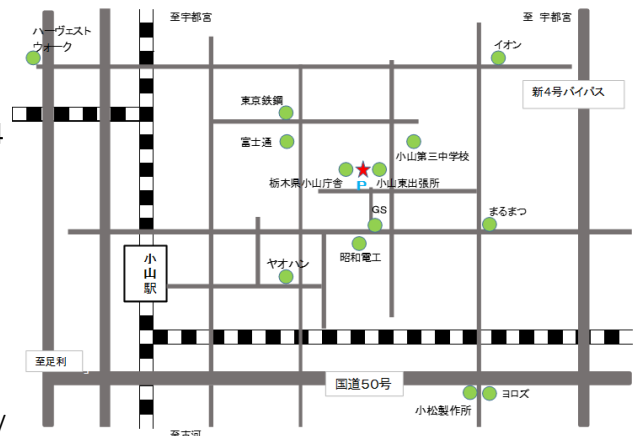 至宇都宮
至 宇都宮
ハーヴェスト
ウォーク
イオン
新4号バイパス
東京鉄鋼
富士通
小山第三中学校
栃木県小山庁舎
P
小山東出張所
GS
まるまつ
昭和電工
小山駅
ヤオハン
至足利
国道50号
ヨロズ
小松製作所
至古河